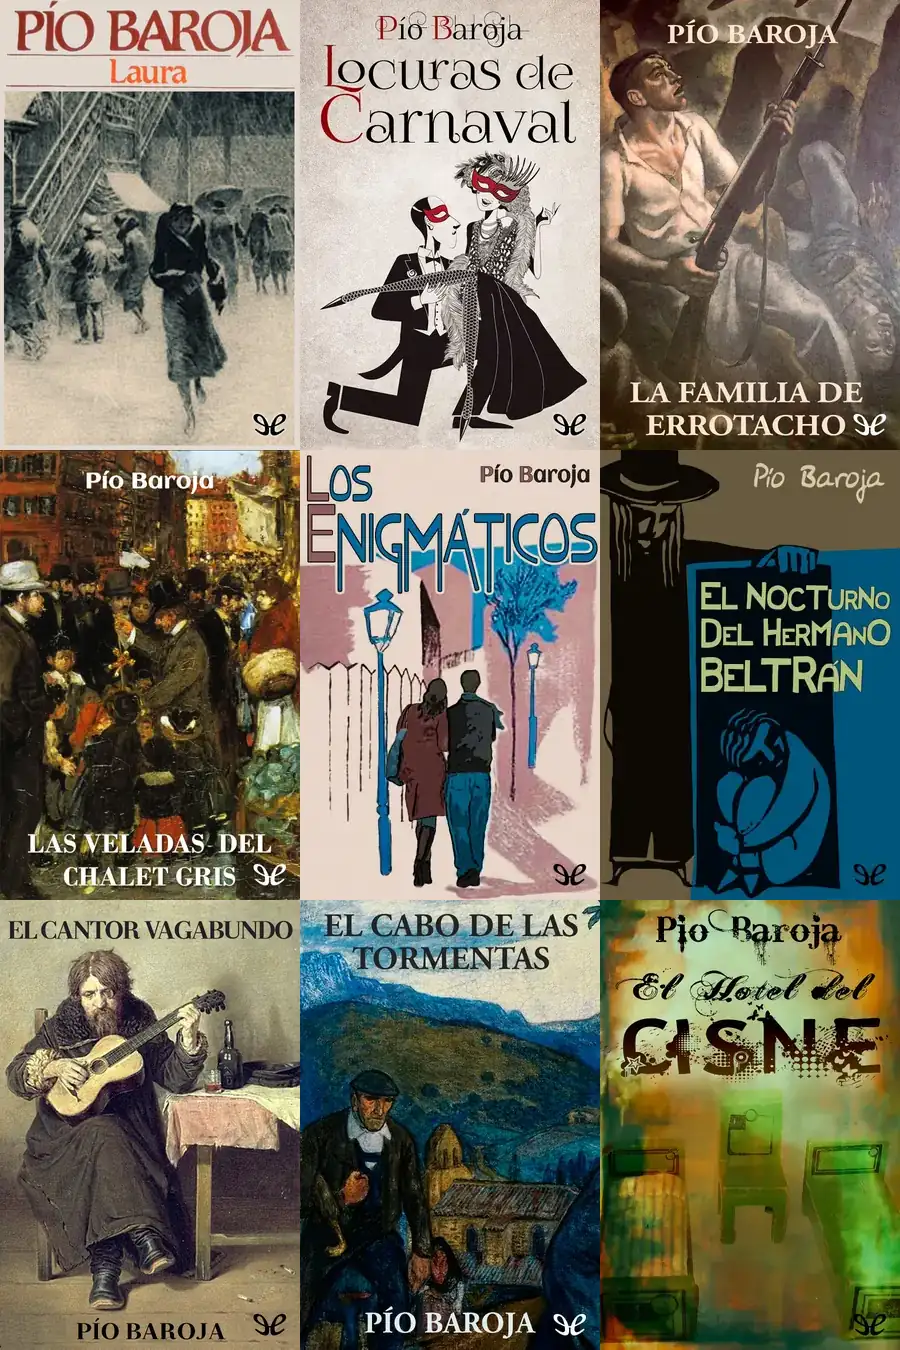 PÍO BAROJA
Laura
Pío Baroja
Locuras de
Carnaval
PÍO BAROJA
LA FAMILIA DE
ERROTACHO
Pío Baroja
LAS VELADAS DEL
CHALET GRIS
Pío Baroja
LOS
ENIGMÁTICOS
Pío Baroja
EL NOCTURNO
DEL HERMANO
BELTRÁN
EL CANTOR VAGABUNDO
PÍO BAROJA
EL CABO DE LAS
TORMENTAS
PÍO BAROJA
Pio Baroja
El Hotel del
CISNE